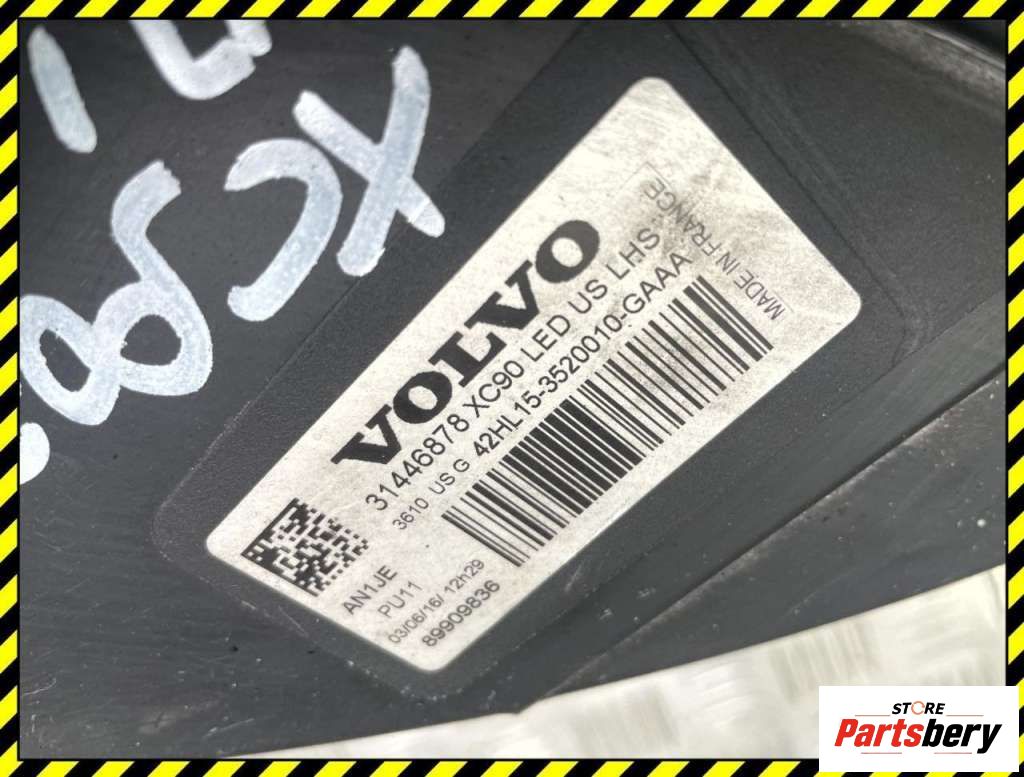 VOLVO
31446878 XC90 LED US LHS
3610 US G 42HL15-3520010-GAAA
MADE IN FRANCE
AN1JE
PU11
03/06/16/ 12h29
89909836
STORE
Partsbery